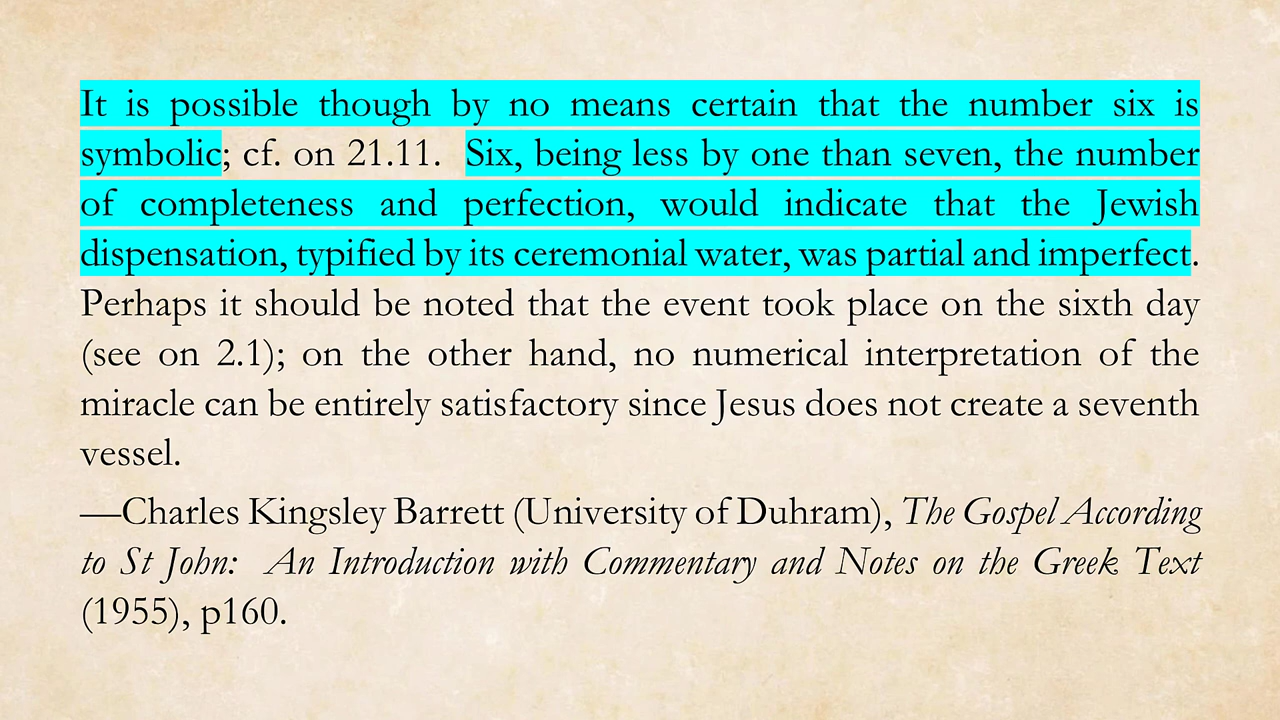 It is possible though by no means certain that the number six is
symbolic; cf. on 21.11.  Six, being less by one than seven, the number
of completeness and perfection, would indicate that the Jewish
dispensation, typified by its ceremonial water, was partial and imperfect.
Perhaps it should be noted that the event took place on the sixth day
(see on 2.1); on the other hand, no numerical interpretation of the
miracle can be entirely satisfactory since Jesus does not create a seventh
vessel.
—Charles Kingsley Barrett (University of Duhram), The Gospel According
to St John:  An Introduction with Commentary and Notes on the Greek Text
(1955), p160.